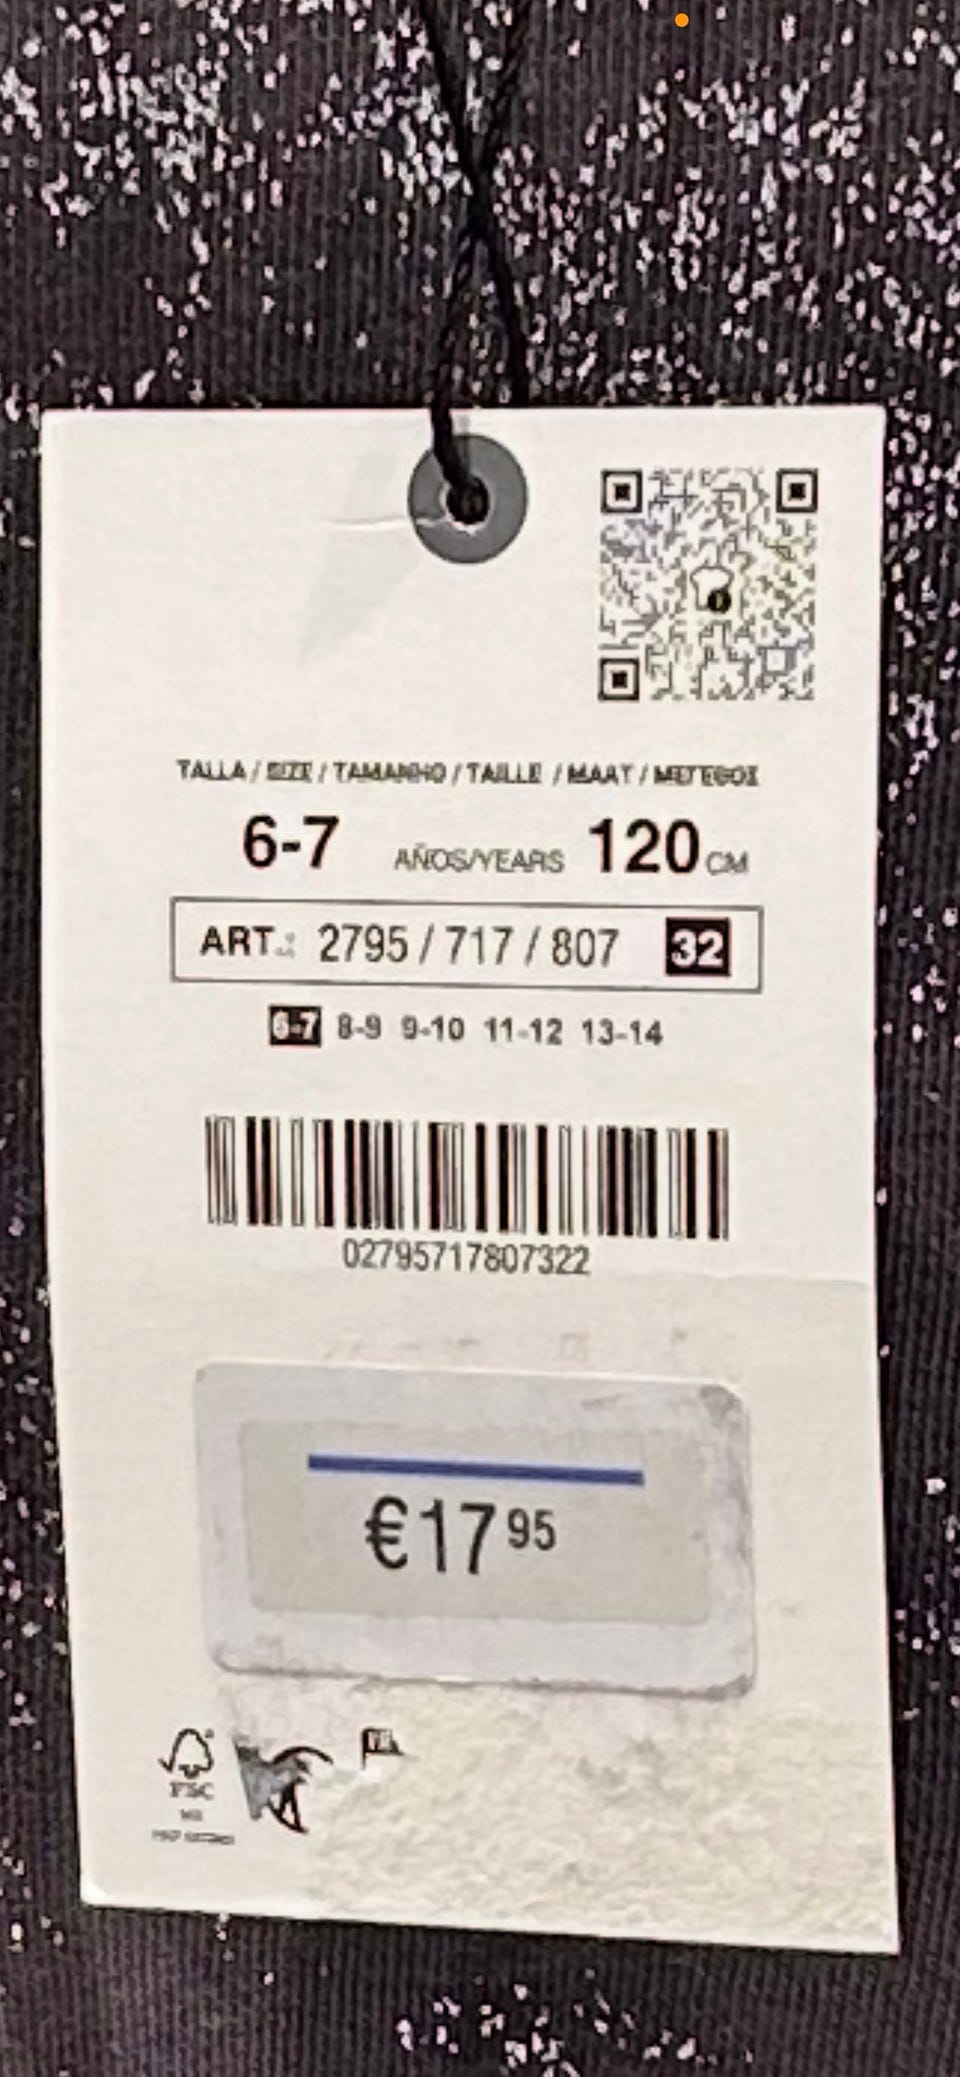 TALLA / SIZE / TAMANHO / TAILLE / MAAT / ΜΕΓΕΘΟΣ
6-7 AÑOS/YEARS 120 CM
ART.: 2795 / 717 / 807 32
6-7 8-9 9-10 11-12 13-14
02795717807322
€17 95
FSC